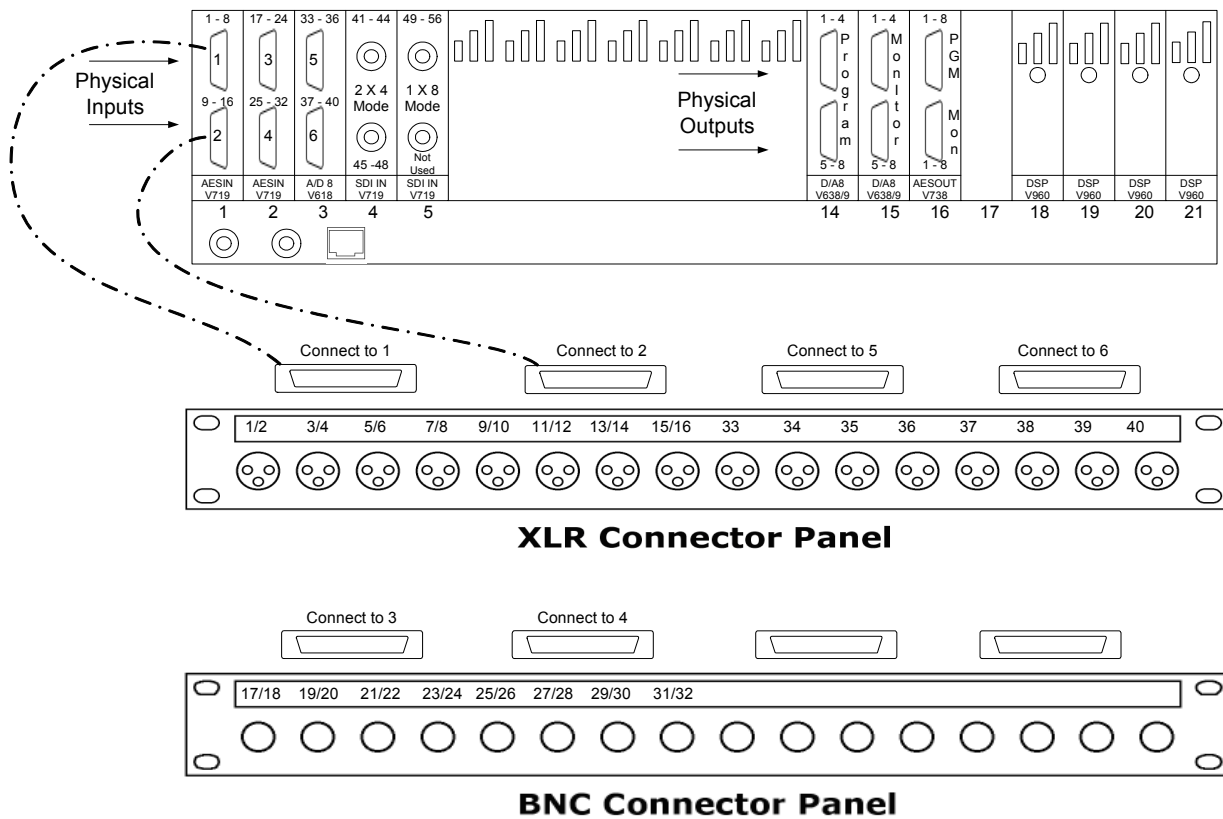 1 - 8 17 - 24 33 - 36 41 - 44 49 - 56 1 - 4 1 - 4 1 - 8
1 3 5
Physical
Inputs
2 X 4
Mode
1 X 8
Mode
9 - 16 25 - 32 37 - 40
2 4 6
45 -48
Not
Used
Physical
Outputs
Program
Monitor
PGM
Mon
5 - 8 5 - 8 1 - 8
AESIN
V719
AESIN
V719
A/D 8
V618
SDI IN
V719
SDI IN
V719
D/A8
V638/9
D/A8
V638/9
AESOUT
V738
DSP
V960
DSP
V960
DSP
V960
DSP
V960
1 2 3 4 5 14 15 16 17 18 19 20 21
Connect to 1 Connect to 2 Connect to 5 Connect to 6
1/2 3/4 5/6 7/8 9/10 11/12 13/14 15/16 33 34 35 36 37 38 39 40
XLR Connector Panel
Connect to 3 Connect to 4
17/18 19/20 21/22 23/24 25/26 27/28 29/30 31/32
BNC Connector Panel